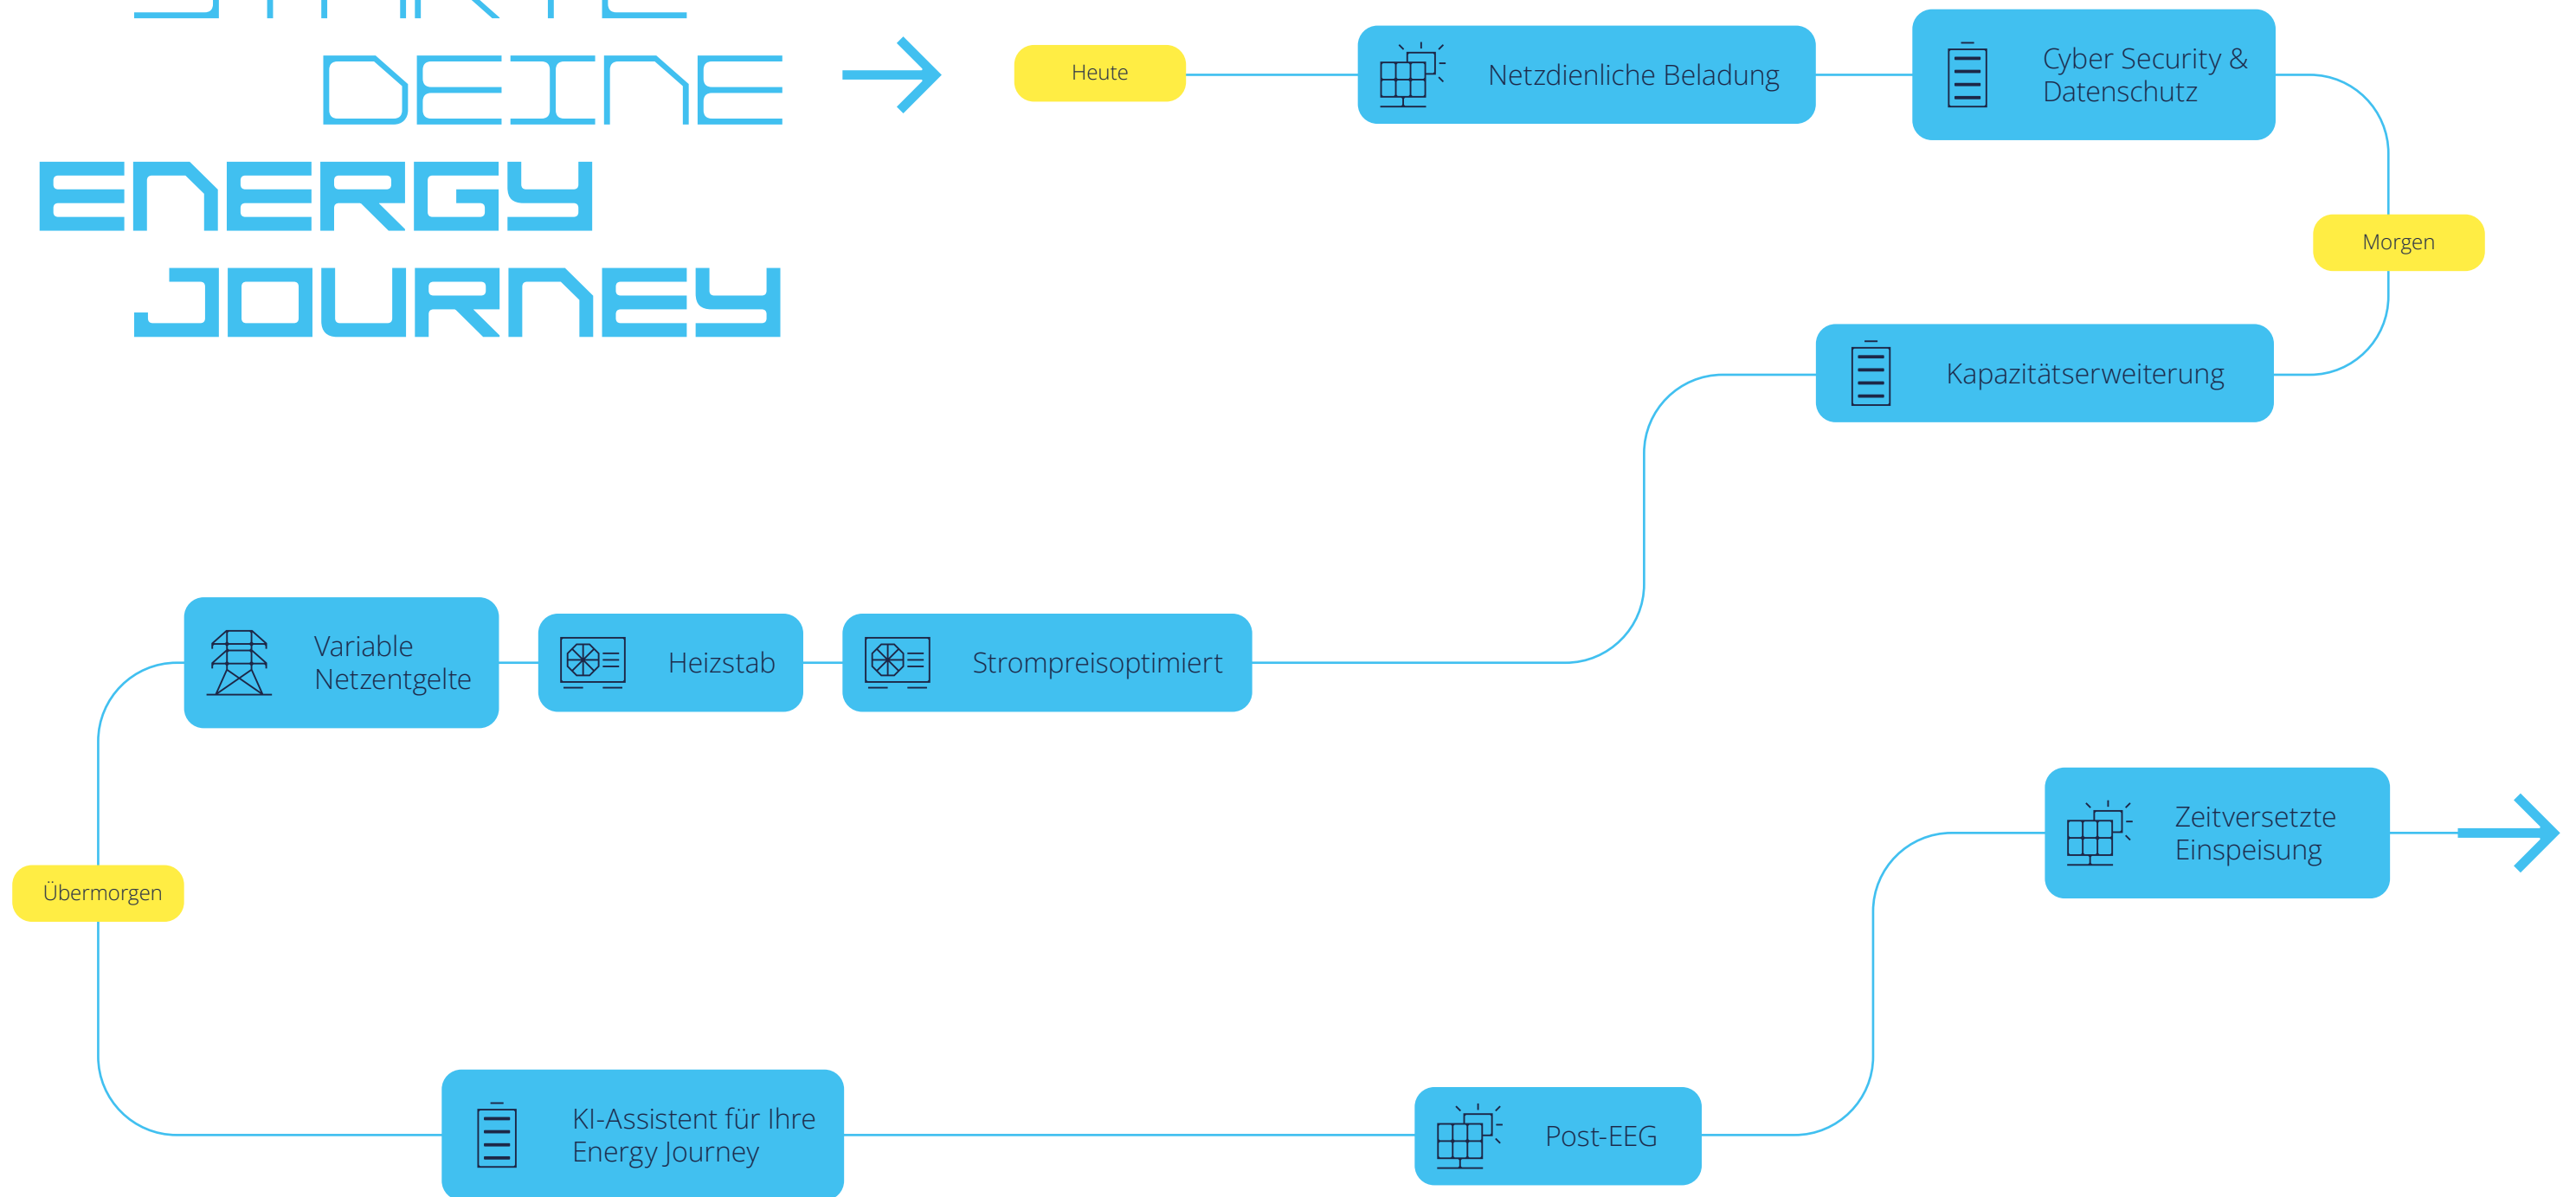 DEINE
ENERGY
JOURNEY
Heute
Netzdienliche Beladung
Cyber Security &
Datenschutz
Morgen
Kapazitätserweiterung
Strompreisoptimiert
Heizstab
Variable
Netzentgelte
Übermorgen
KI-Assistent für Ihre
Energy Journey
Post-EEG
Zeitversetzte
Einspeisung